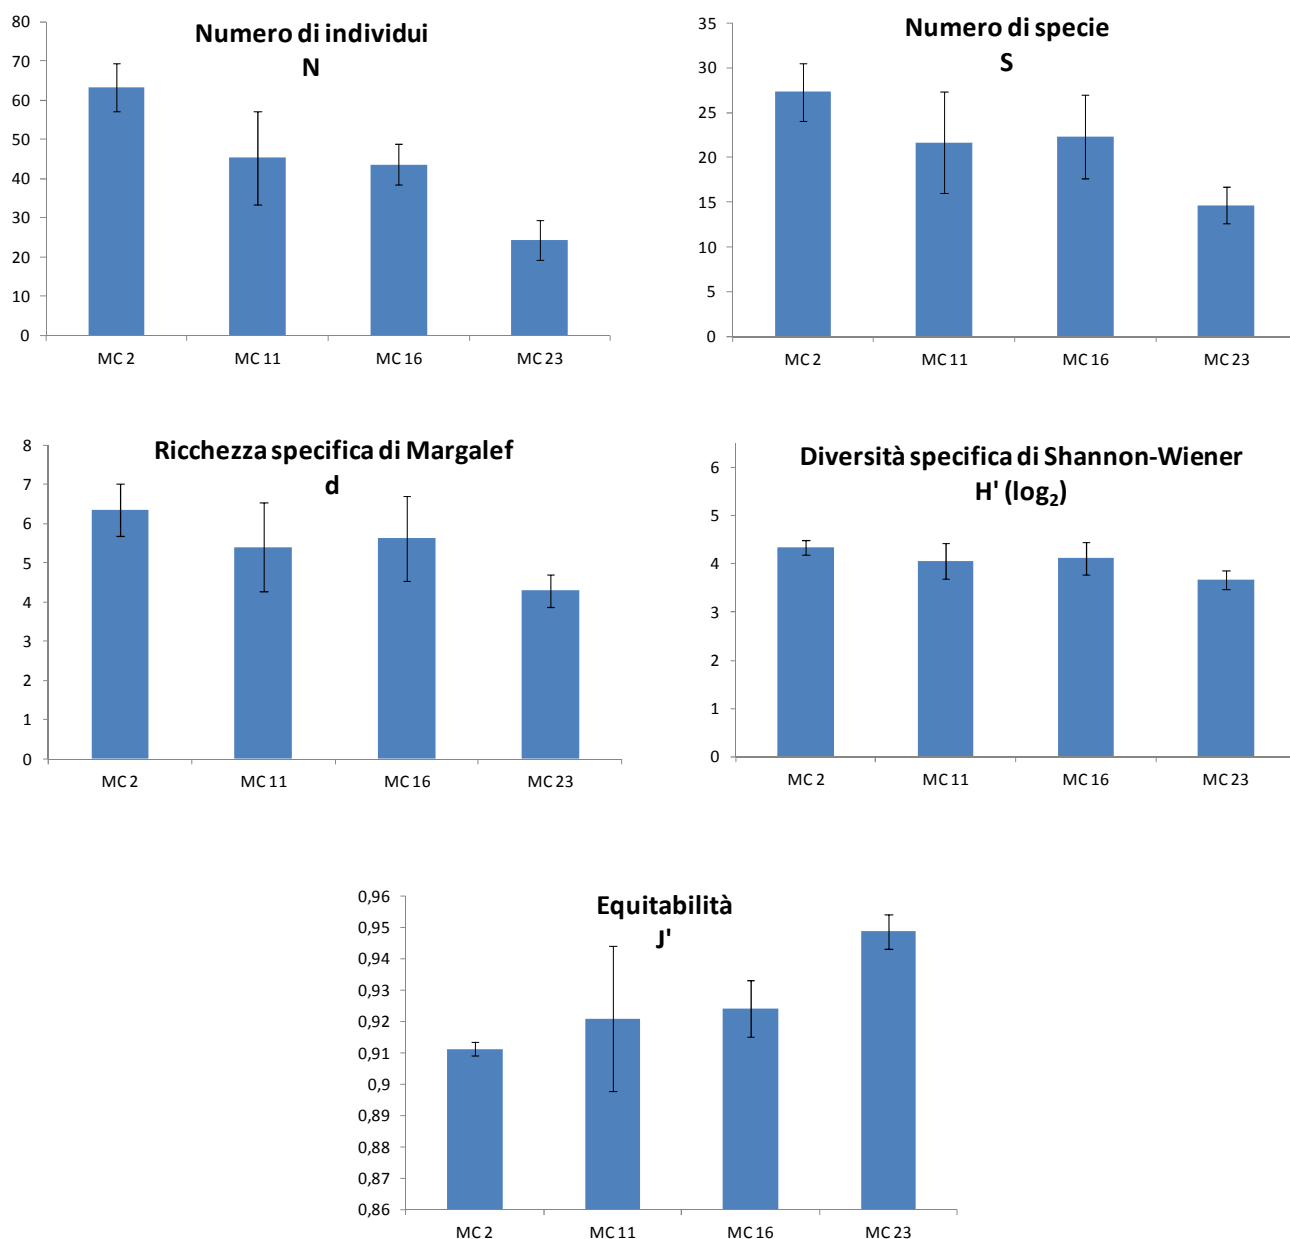 Numero di individui
N
80
70
60
50
40
30
20
10
0
MC 2 MC 11 MC 16 MC 23
Numero di specie
S
35
30
25
20
15
10
5
0
MC 2 MC 11 MC 16 MC 23
Ricchezza specifica di Margalef
d
8
7
6
5
4
3
2
1
0
MC 2 MC 11 MC 16 MC 23
Diversità specifica di Shannon-Wiener
H' (log₂)
6
5
4
3
2
1
0
MC 2 MC 11 MC 16 MC 23
Equitabilità
J'
0,96
0,95
0,94
0,93
0,92
0,91
0,9
0,89
0,88
0,87
0,86
MC 2 MC 11 MC 16 MC 23